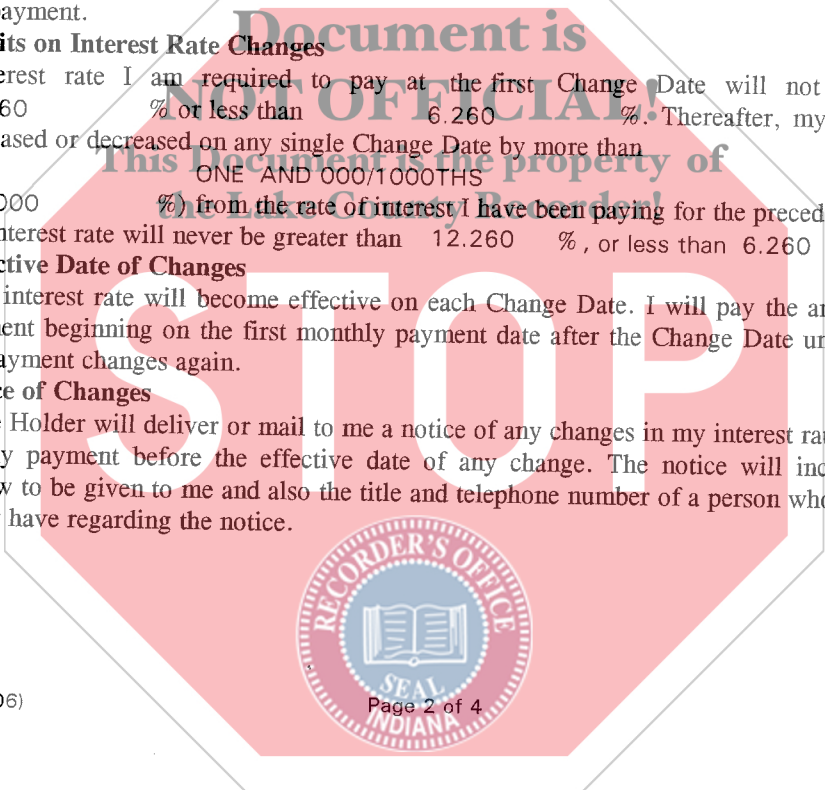 ayment.
Document is
its on Interest Rate Changes
erest rate I am required to pay at the first Change Date will not
NOT OFFICIAL!
60 % or less than 6.260 %. Thereafter, my
ased or decreased on any single Change Date by more than
This Document is the property of
ONE AND 000/1000THS
the Lake County Recorder!
000 %) from the rate of interest I have been paying for the preced
nterest rate will never be greater than 12.260 % , or less than 6.260
ctive Date of Changes
interest rate will become effective on each Change Date. I will pay the a
ent beginning on the first monthly payment date after the Change Date u
ayment changes again.
STOP
e of Changes
Holder will deliver or mail to me a notice of any changes in my interest ra
y payment before the effective date of any change. The notice will inc
w to be given to me and also the title and telephone number of a person wh
have regarding the notice.
RECORDER'S OFFICE
SEAL
INDIANA
06)
Page 2 of 4